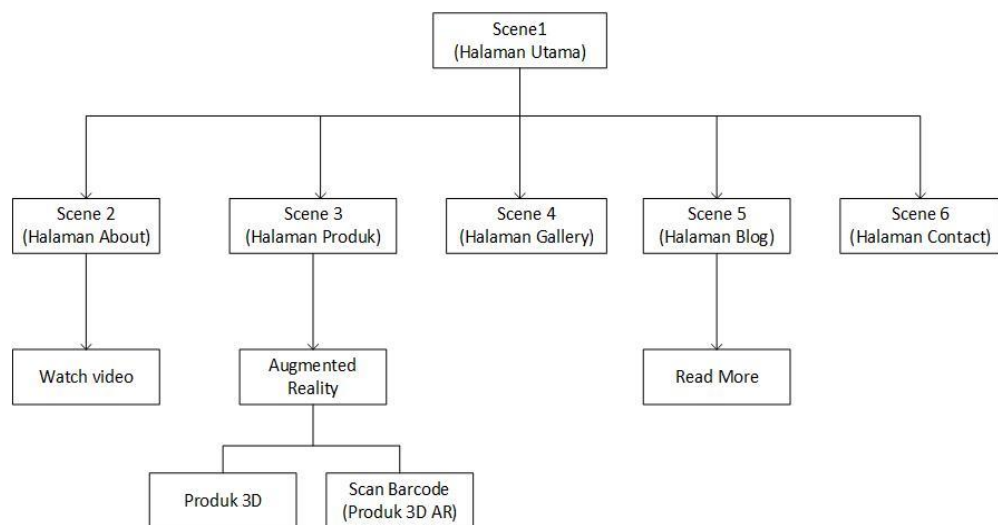 Scene1
(Halaman Utama)
Scene 2
(Halaman About)
Scene 3
(Halaman Produk)
Scene 4
(Halaman Gallery)
Scene 5
(Halaman Blog)
Scene 6
(Halaman Contact)
Watch video
Augmented
Reality
Read More
Produk 3D
Scan Barcode
(Produk 3D AR)